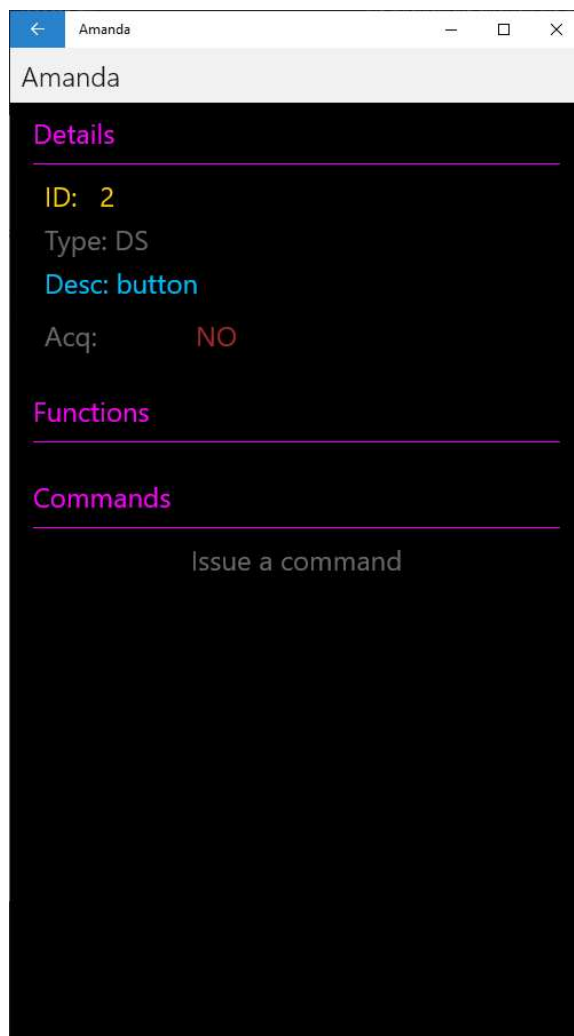 Amanda
Amanda
Details
ID: 2
Type: DS
Desc: button
Acq: NO
Functions
Commands
Issue a command